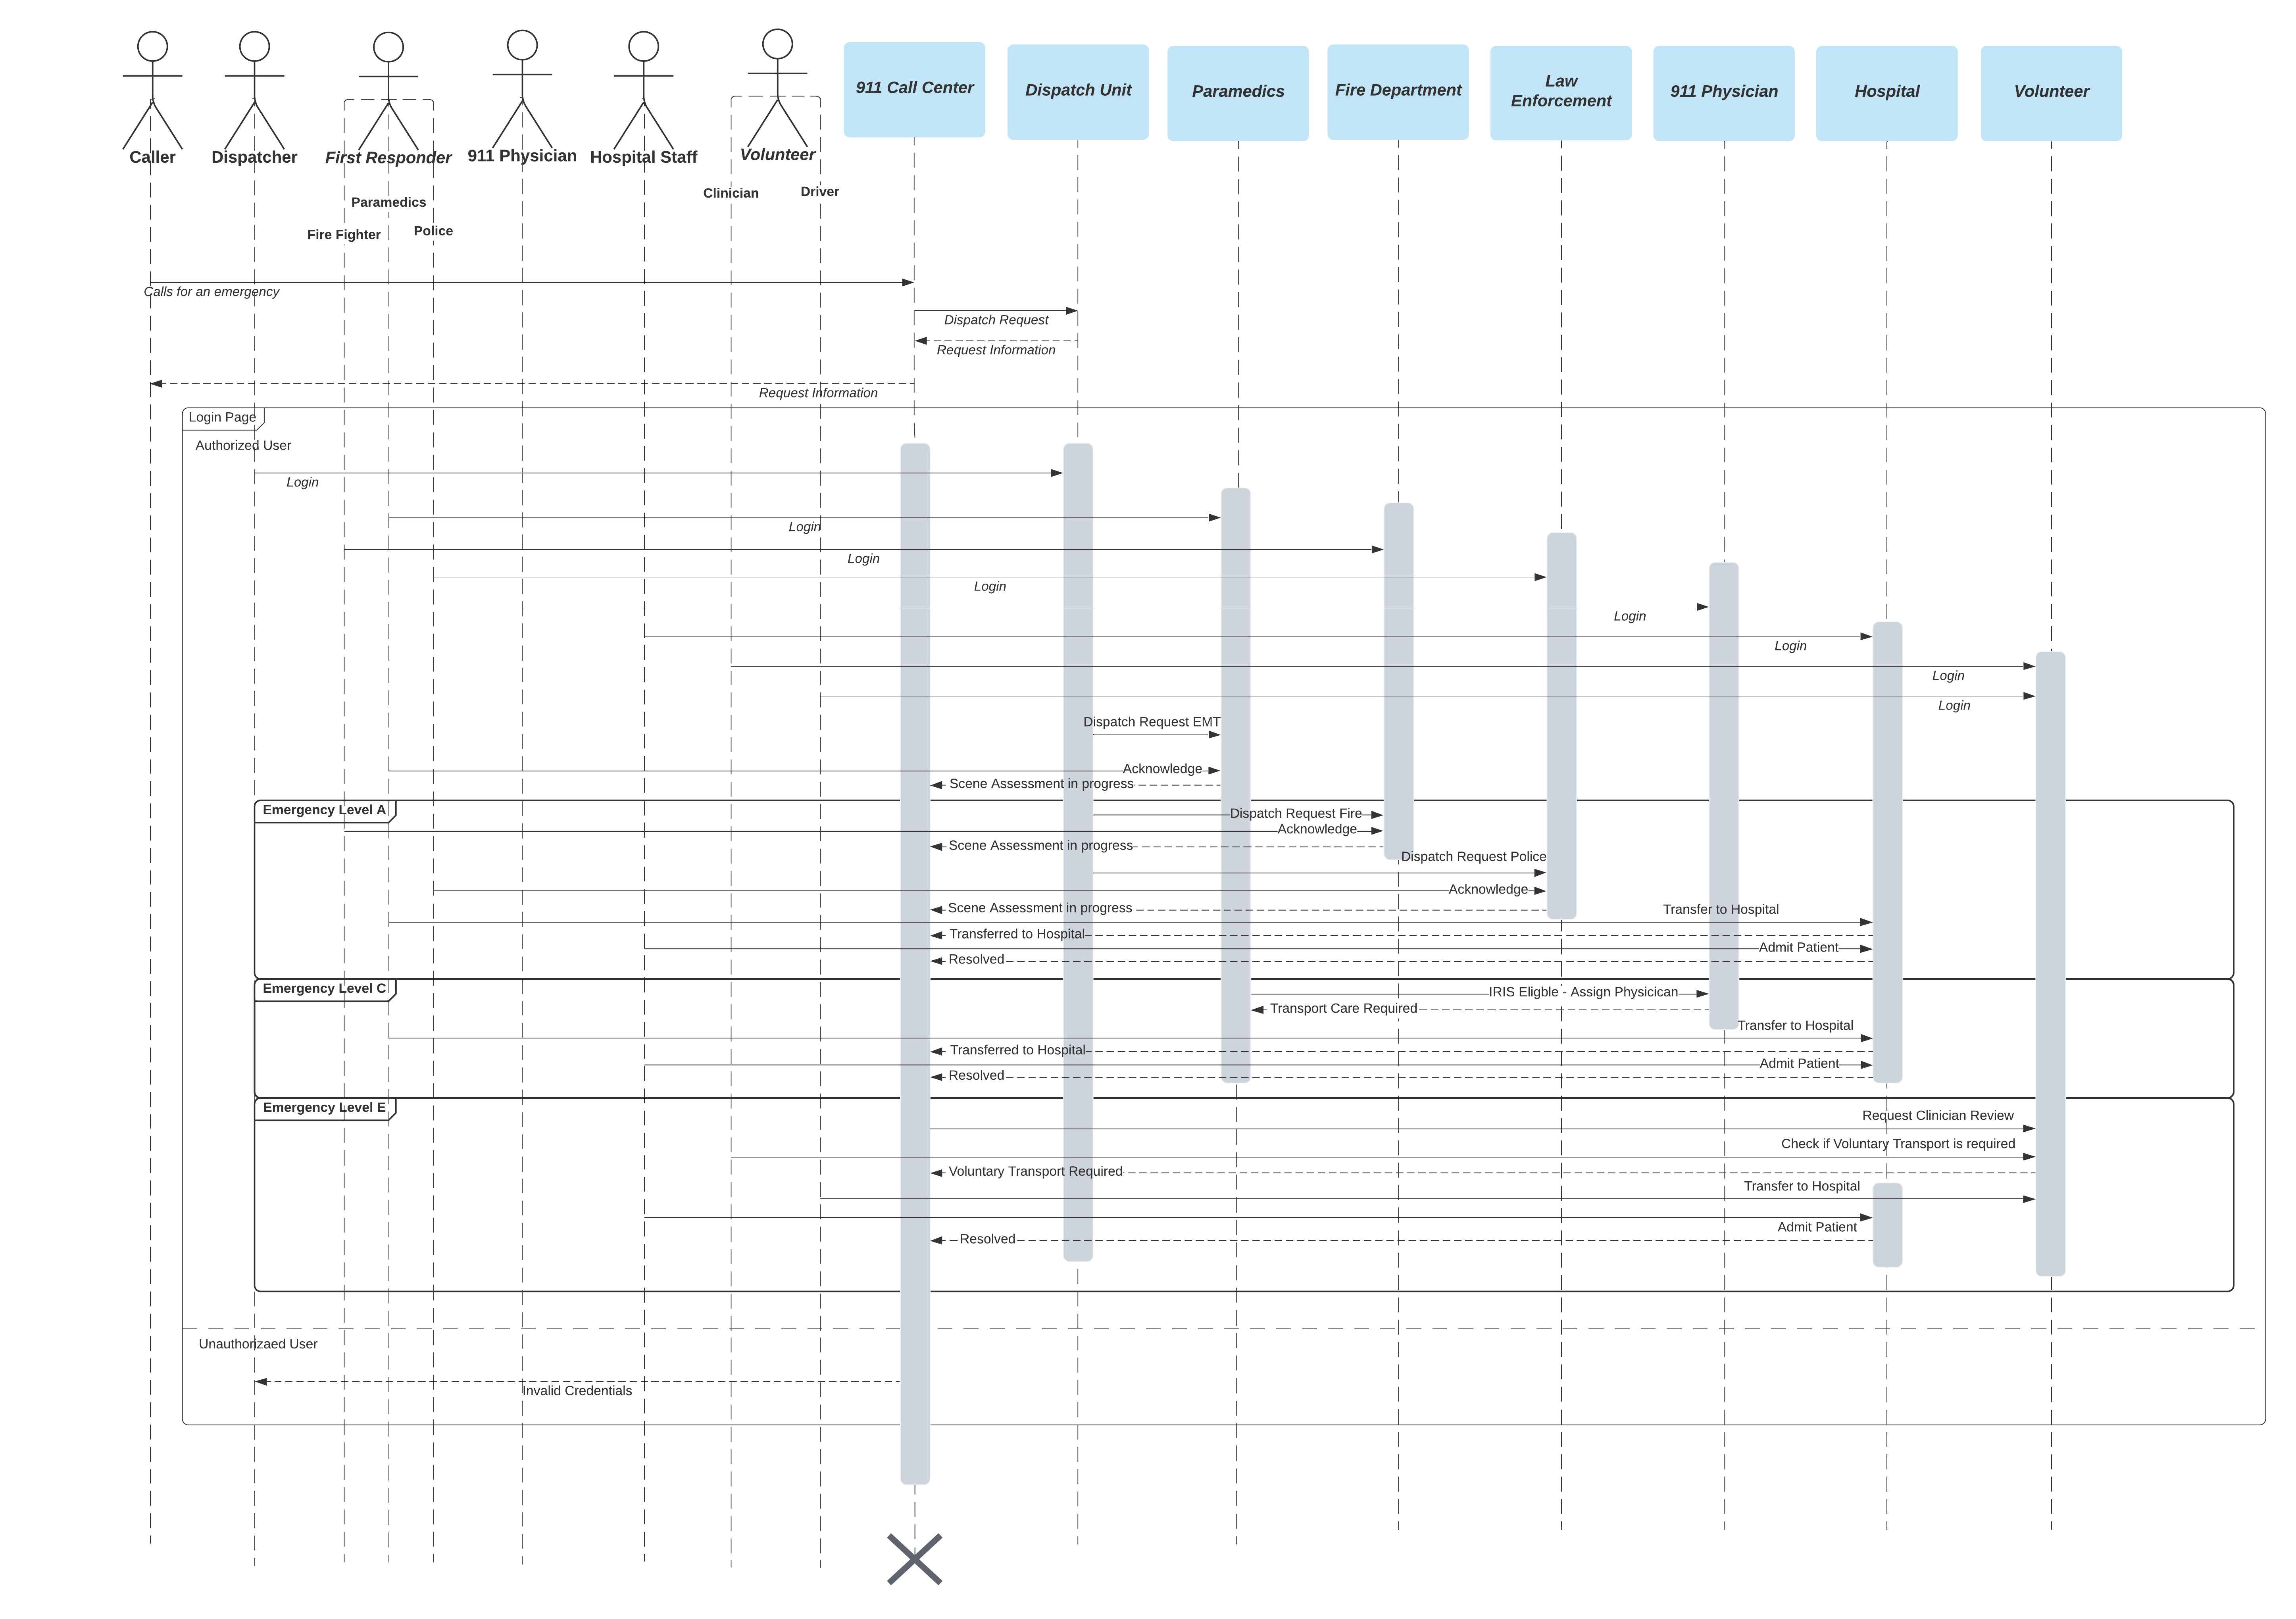 911 Call Center
Dispatch Unit
Paramedics
Fire Department
Law
Enforcement
911 Physician
Hospital
Volunteer
Caller
Dispatcher
First Responder
911 Physician
Hospital Staff
Volunteer
Clinician
Driver
Paramedics
Fire Fighter
Police
Calls for an emergency
Dispatch Request
Request Information
Request Information
Login Page
Authorized User
Login
Login
Login
Login
Login
Login
Login
Login
Dispatch Request EMT
Acknowledge
Scene Assessment in progress
Emergency Level A
Dispatch Request Fire
Acknowledge
Scene Assessment in progress
Dispatch Request Police
Acknowledge
Scene Assessment in progress
Transfer to Hospital
Transferred to Hospital
Admit Patient
Resolved
Emergency Level C
IRIS Eligble - Assign Physicican
Transport Care Required
Transfer to Hospital
Transferred to Hospital
Admit Patient
Resolved
Emergency Level E
Request Clinician Review
Check if Voluntary Transport is required
Voluntary Transport Required
Transfer to Hospital
Admit Patient
Resolved
Unauthorizaed User
Invalid Credentials